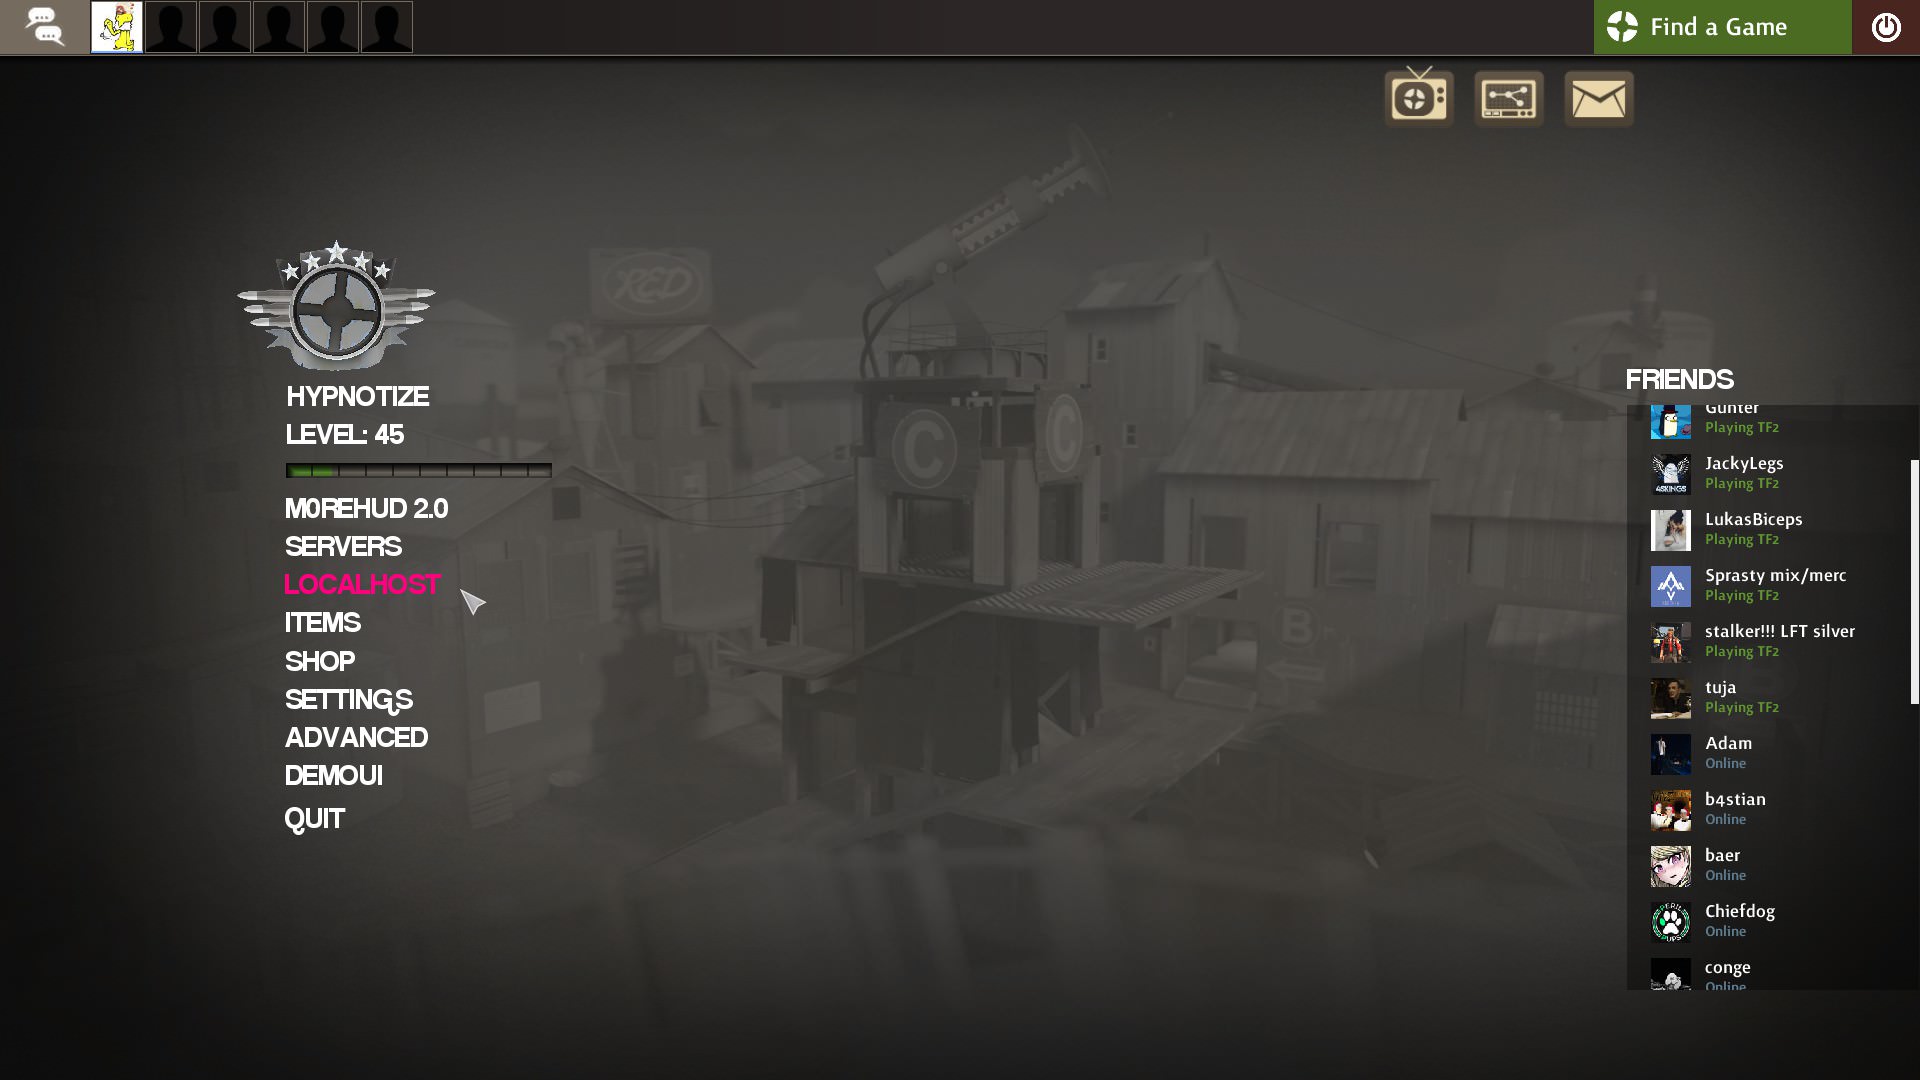 Find a Game
RED
C
C
B
HYPNOTIZE
LEVEL: 45
M0REHUD 2.0
SERVERS
LOCALHOST
ITEMS
SHOP
SETTINGS
ADVANCED
DEMOUI
QUIT
FRIENDS
Gunter
Playing TF2
JackyLegs
Playing TF2
LukasBiceps
Playing TF2
Sprasty mix/merc
Playing TF2
stalker!!! LFT silver
Playing TF2
tuja
Playing TF2
Adam
Online
b4stian
Online
baer
Online
Chiefdog
Online
conge
Online